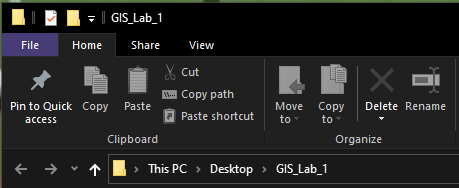 GIS_Lab_1
File Home Share View
Pin to Quick access
Copy
Paste
Cut
Copy path
Paste shortcut
Clipboard
Move to
Copy to
Delete
Rename
Organize
This PC > Desktop > GIS_Lab_1